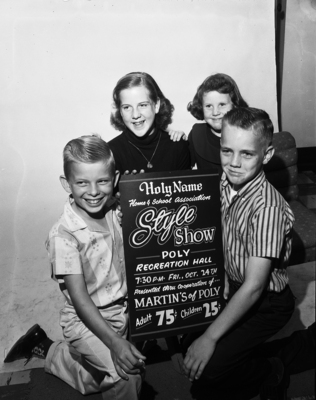 Holy Name
Home & School Association
Style
Show
POLY
RECREATION HALL
7:30 P.M. FRI., OCT. 24TH
Presented thru Cooperation of
MARTIN'S of POLY
Adult 75¢ Children 25¢